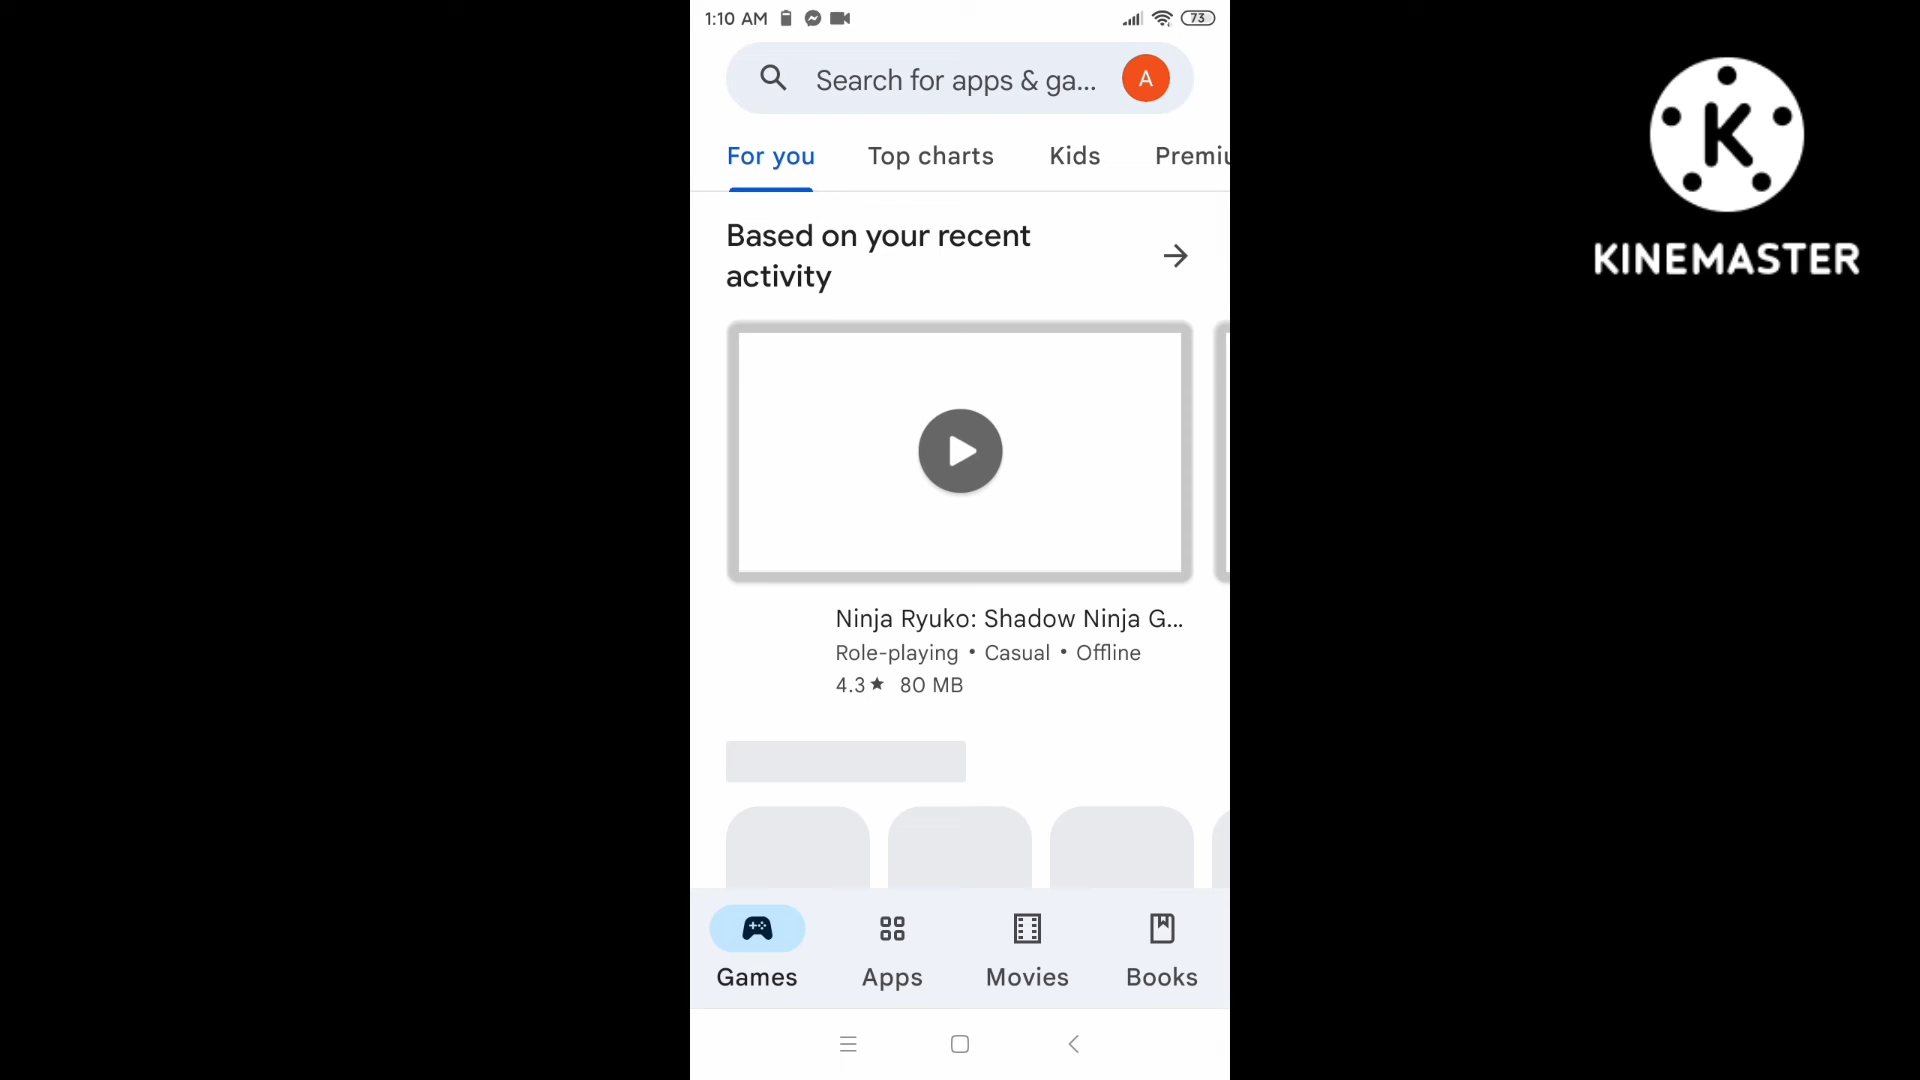 1:10 AM
73
Search for apps & ga...
A
For you
Top charts
Kids
Premiu
Based on your recent
activity
Ninja Ryuko: Shadow Ninja G...
Role-playing • Casual • Offline
4.3★ 80 MB
Games
Apps
Movies
Books
K
KINEMASTER